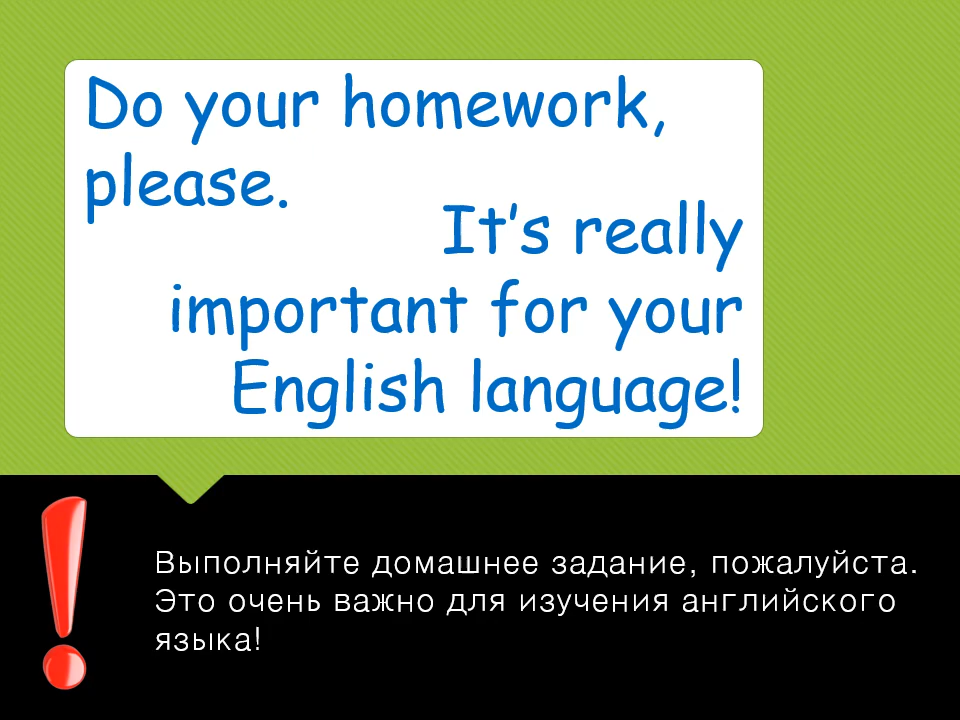 Do your homework,
please.
It’s really
important for your
English language!
Выполняйте домашнее задание, пожалуйста.
Это очень важно для изучения английского
языка!